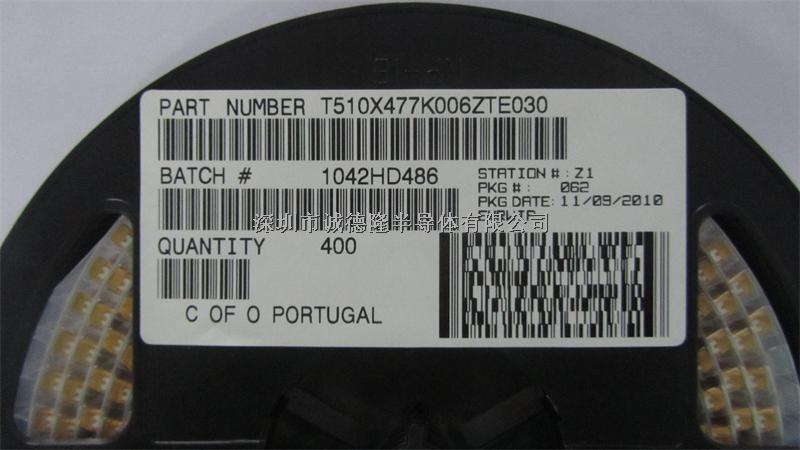 PART NUMBER T510X477K006ZTE030
BATCH # 1042HD486
STATION # : Z1
PKG # : 062
PKG DATE: 11/09/2010
深圳市诚德隆半导体有限公司
QUANTITY 400
C OF O PORTUGAL